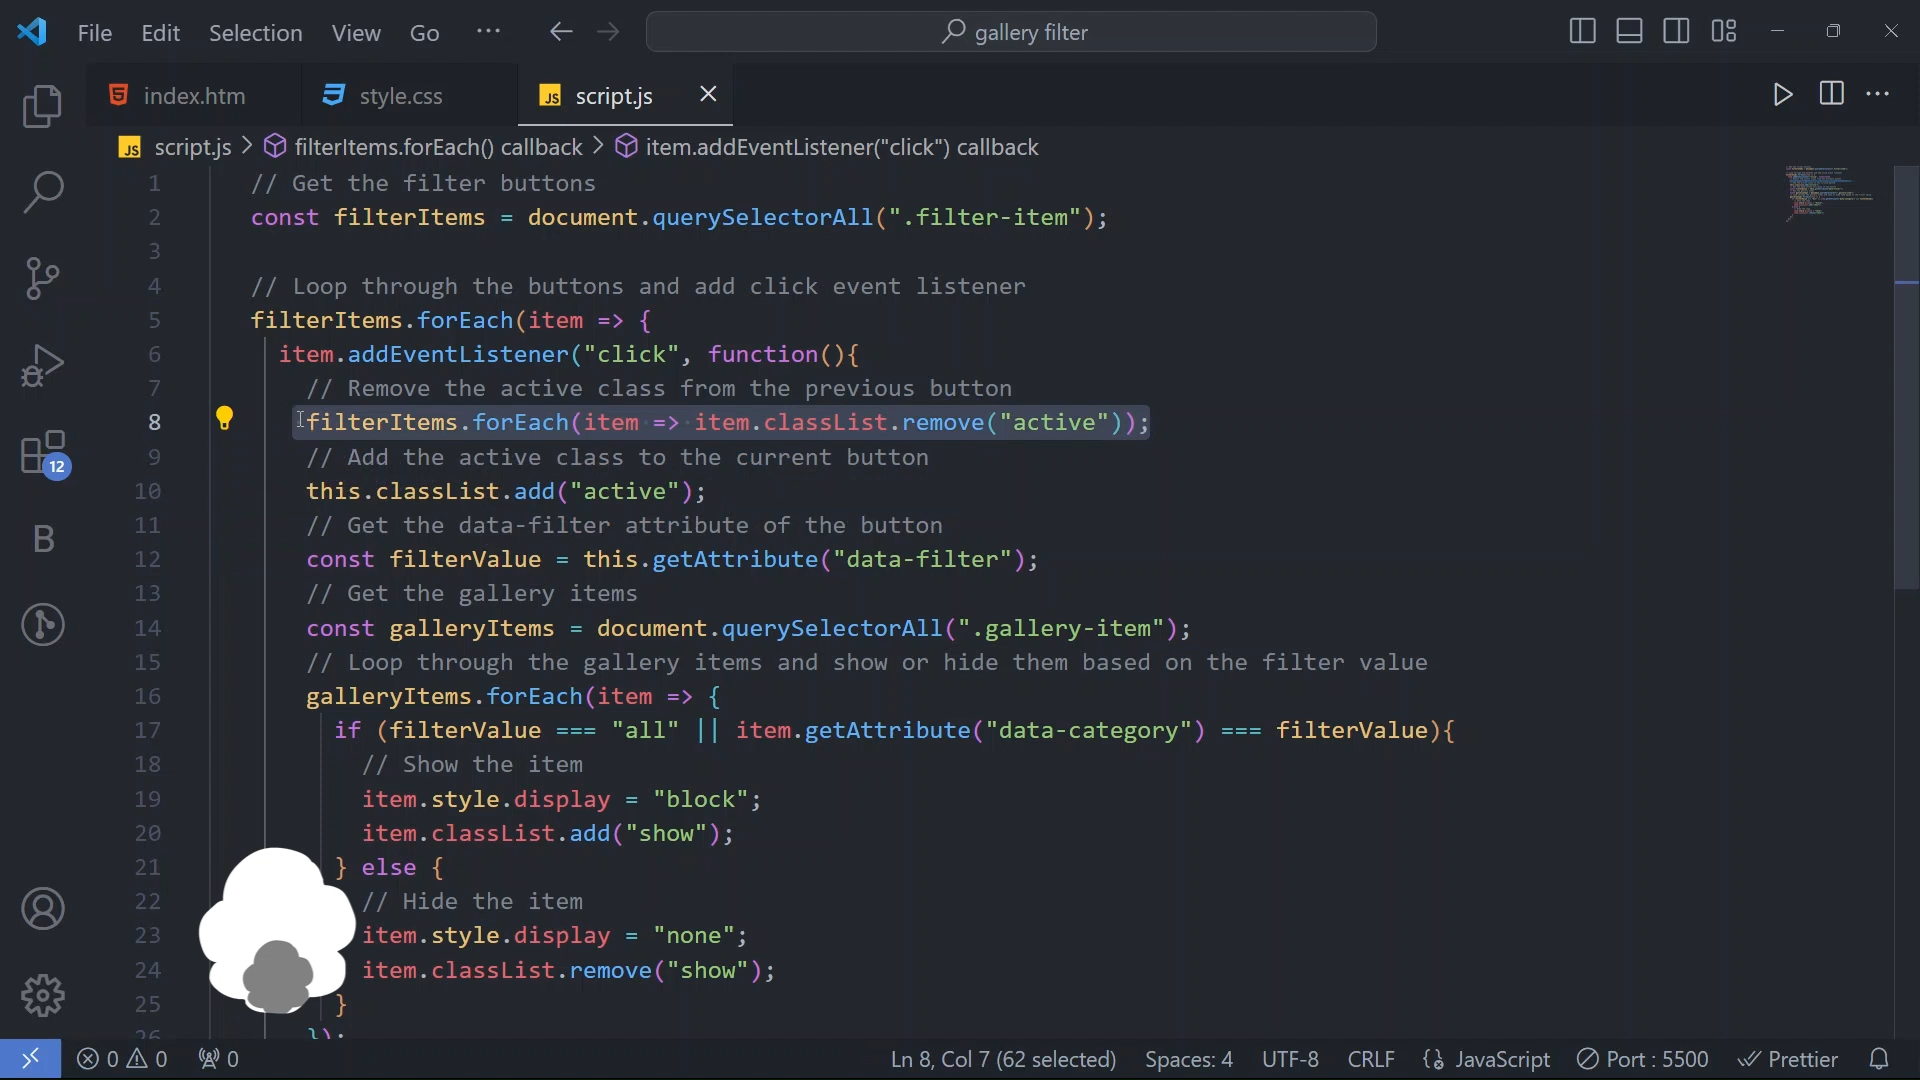 File Edit Selection View Go ··· gallery filter
index.htm style.css script.js
script.js > filterItems.forEach() callback > item.addEventListener("click") callback
1 // Get the filter buttons
2 const filterItems = document.querySelectorAll(".filter-item");
3
4 // Loop through the buttons and add click event listener
5 filterItems.forEach(item => {
6 item.addEventListener("click", function(){
7 // Remove the active class from the previous button
8 filterItems.forEach(item => item.classList.remove("active"));
9 // Add the active class to the current button
10 this.classList.add("active");
11 // Get the data-filter attribute of the button
12 const filterValue = this.getAttribute("data-filter");
13 // Get the gallery items
14 const galleryItems = document.querySelectorAll(".gallery-item");
15 // Loop through the gallery items and show or hide them based on the filter value
16 galleryItems.forEach(item => {
17 if (filterValue === "all" || item.getAttribute("data-category") === filterValue){
18 // Show the item
19 item.style.display = "block";
20 item.classList.add("show");
21 } else {
22 // Hide the item
23 item.style.display = "none";
24 item.classList.remove("show");
25 }
26 });
12
B
0 0 0 Ln 8, Col 7 (62 selected) Spaces: 4 UTF-8 CRLF JavaScript Port : 5500 Prettier